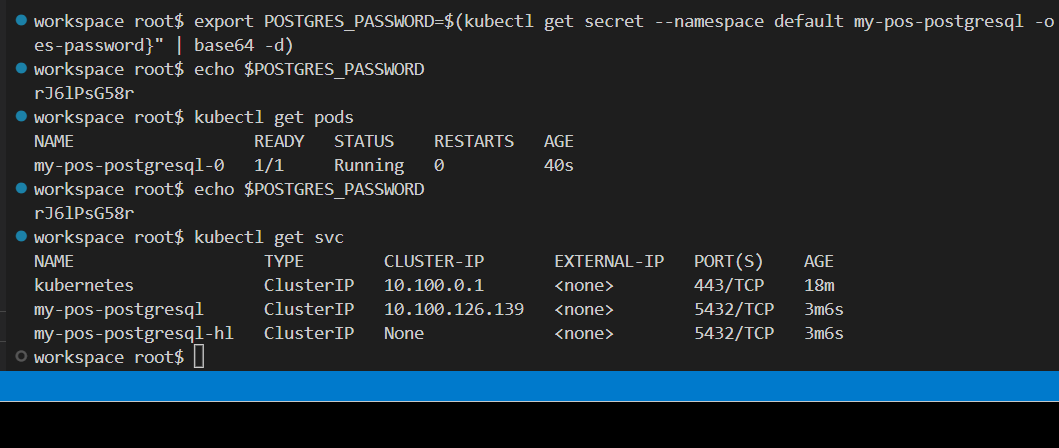 workspace root$ export POSTGRES_PASSWORD=$(kubectl get secret --namespace default my-pos-postgresql -o
es-password}" | base64 -d)
workspace root$ echo $POSTGRES_PASSWORD
rJ6lPsG58r
workspace root$ kubectl get pods
NAME READY STATUS RESTARTS AGE
my-pos-postgresql-0 1/1 Running 0 40s
workspace root$ echo $POSTGRES_PASSWORD
rJ6lPsG58r
workspace root$ kubectl get svc
NAME TYPE CLUSTER-IP EXTERNAL-IP PORT(S) AGE
kubernetes ClusterIP 10.100.0.1 <none> 443/TCP 18m
my-pos-postgresql ClusterIP 10.100.126.139 <none> 5432/TCP 3m6s
my-pos-postgresql-hl ClusterIP None <none> 5432/TCP 3m6s
workspace root$